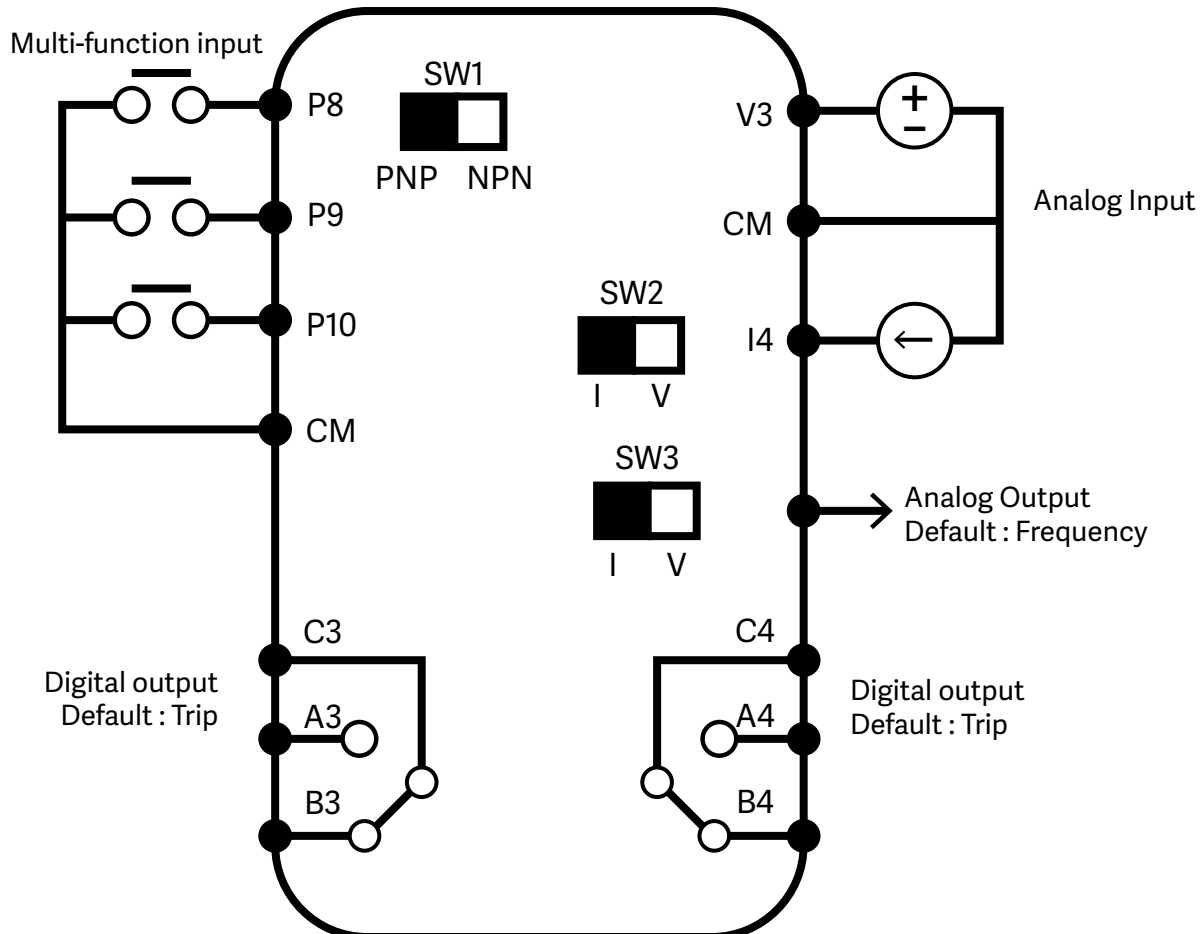 Multi-function input
P8
P9
P10
CM
SW1
PNP NPN
V3
CM
I4
Analog Input
SW2
I V
SW3
I V
Analog Output
Default : Frequency
C3
A3
B3
Digital output
Default : Trip
C4
A4
B4
Digital output
Default : Trip